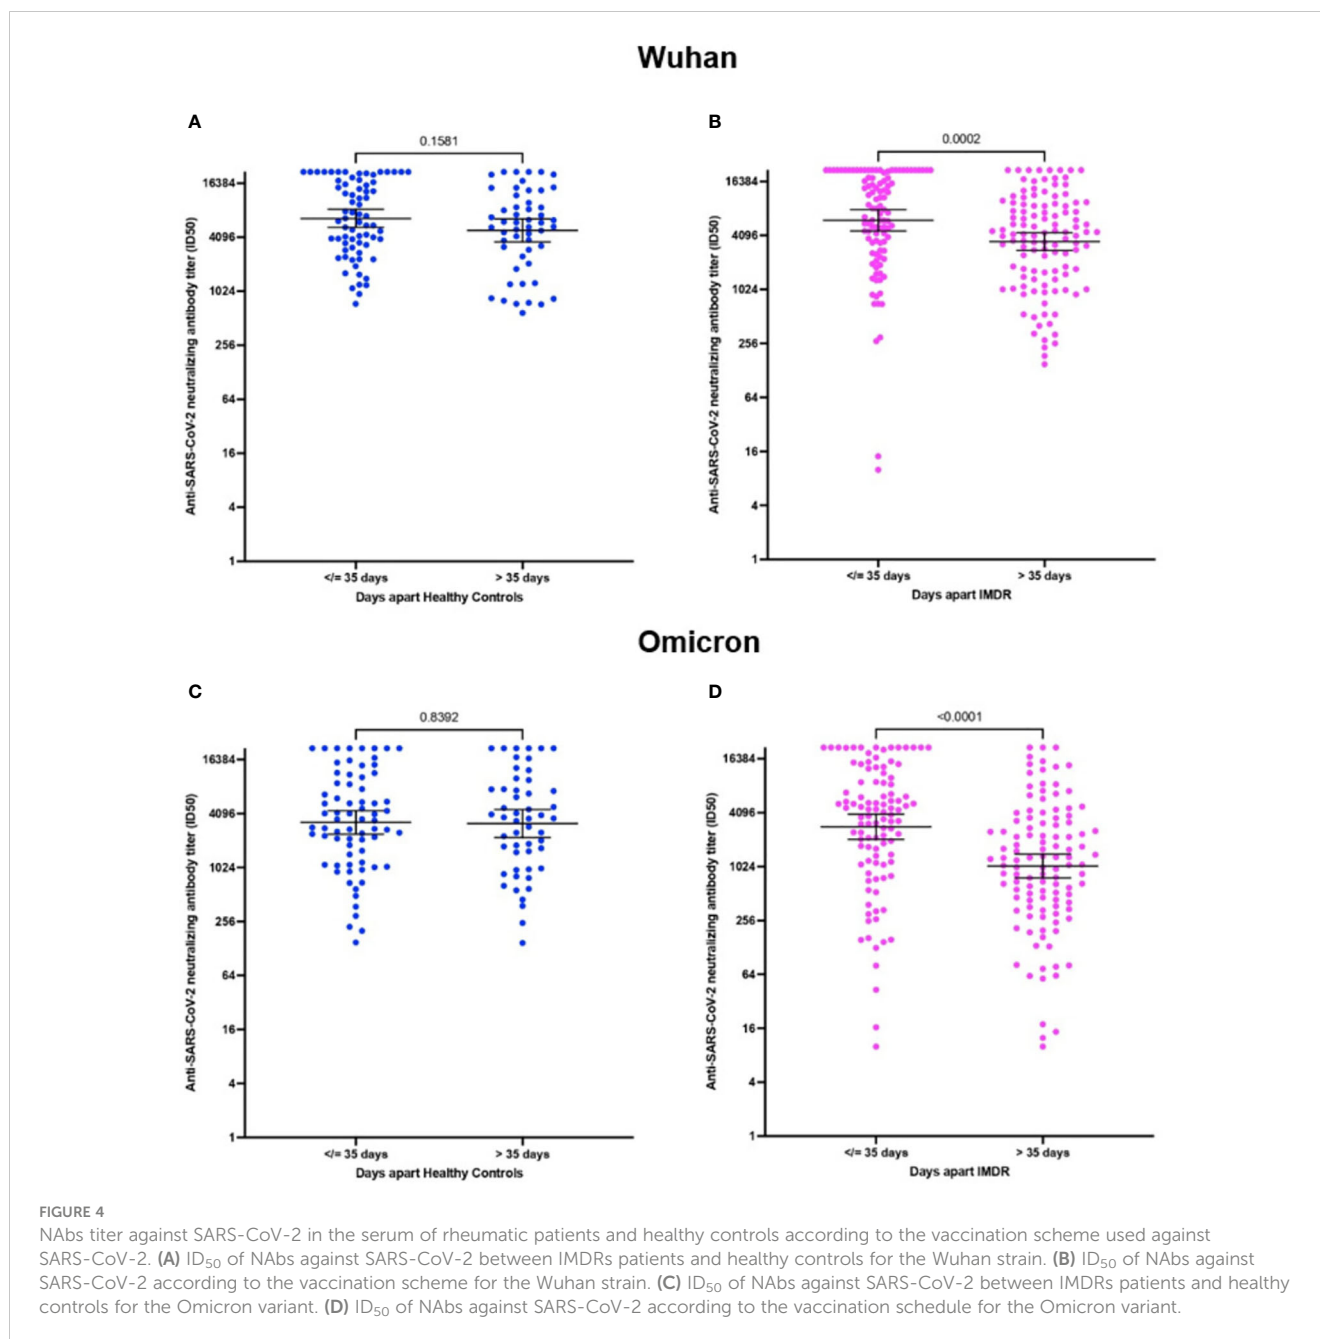 Wuhan
A
0.1581
Anti-SARS-CoV-2 neutralizing antibody titer (ID50)
16384
4096
1024
256
64
16
4
1
</= 35 days
> 35 days
Days apart Healthy Controls
B
0.0002
Anti-SARS-CoV-2 neutralizing antibody titer (ID50)
16384
4096
1024
256
64
16
4
1
</= 35 days
> 35 days
Days apart IMDR
Omicron
C
0.8392
Anti-SARS-CoV-2 neutralizing antibody titer (ID50)
16384
4096
1024
256
64
16
4
1
</= 35 days
> 35 days
Days apart Healthy Controls
D
<0.0001
Anti-SARS-CoV-2 neutralizing antibody titer (ID50)
16384
4096
1024
256
64
16
4
1
</= 35 days
> 35 days
Days apart IMDR
FIGURE 4
NAbs titer against SARS-CoV-2 in the serum of rheumatic patients and healthy controls according to the vaccination scheme used against
SARS-CoV-2. (A) ID50 of NAbs against SARS-CoV-2 between IMDRs patients and healthy controls for the Wuhan strain. (B) ID50 of NAbs against
SARS-CoV-2 according to the vaccination scheme for the Wuhan strain. (C) ID50 of NAbs against SARS-CoV-2 between IMDRs patients and healthy
controls for the Omicron variant. (D) ID50 of NAbs against SARS-CoV-2 according to the vaccination schedule for the Omicron variant.